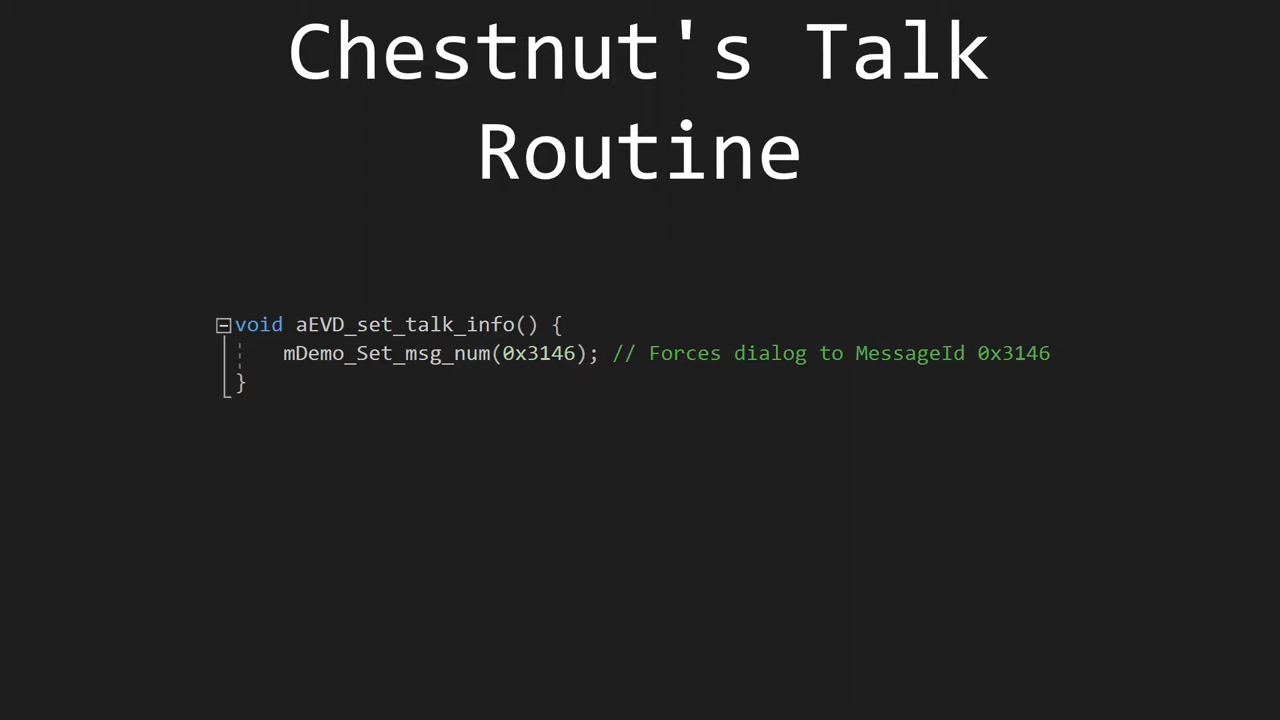 Chestnut's Talk
Routine
void aEVD_set_talk_info() {
mDemo_Set_msg_num(0x3146); // Forces dialog to MessageId 0x3146
}